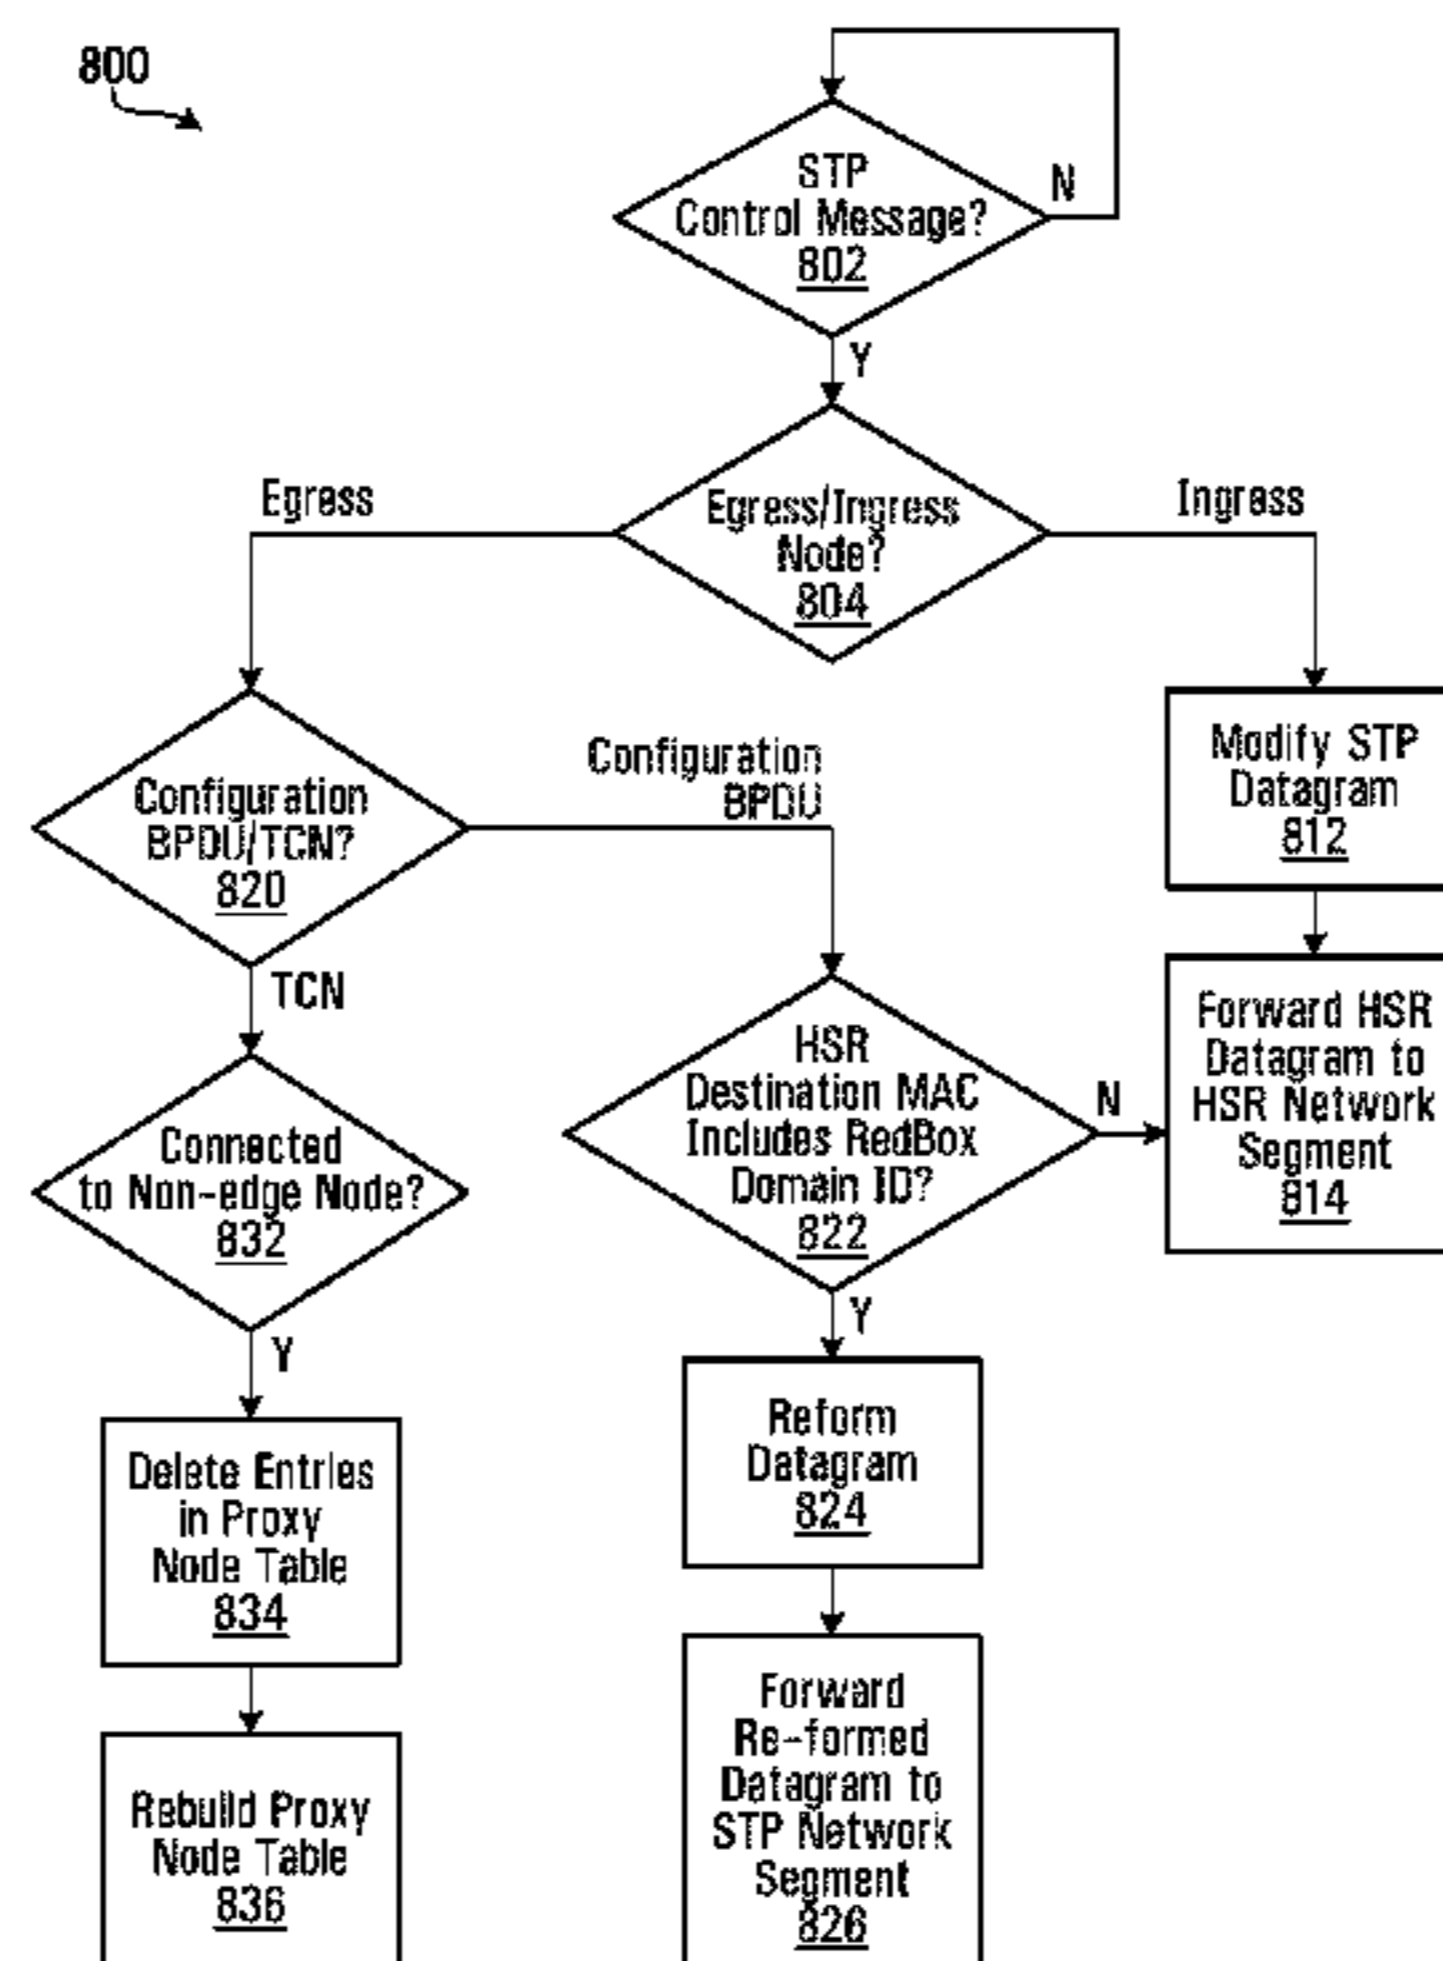 800
STP
Control Message?
802
N
Y
Egress
Egress/Ingress
Node?
804
Ingress
Configuration
BPDU/TCN?
820
Configuration
BPDU
Modify STP
Datagram
812
TCN
Forward HSR
Datagram to
HSR Network
Segment
814
Connected
to Non-edge Node?
832
HSR
Destination MAC
Includes RedBox
Domain ID?
822
N
Y
Y
Delete Entries
in Proxy
Node Table
834
Reform
Datagram
824
Rebuild Proxy
Node Table
836
Forward
Re-formed
Datagram to
STP Network
Segment
826